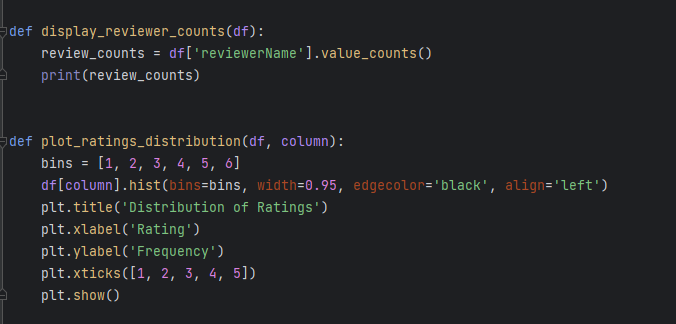 def display_reviewer_counts(df):
    review_counts = df['reviewerName'].value_counts()
    print(review_counts)
def plot_ratings_distribution(df, column):
    bins = [1, 2, 3, 4, 5, 6]
    df[column].hist(bins=bins, width=0.95, edgecolor='black', align='left')
    plt.title('Distribution of Ratings')
    plt.xlabel('Rating')
    plt.ylabel('Frequency')
    plt.xticks([1, 2, 3, 4, 5])
    plt.show()